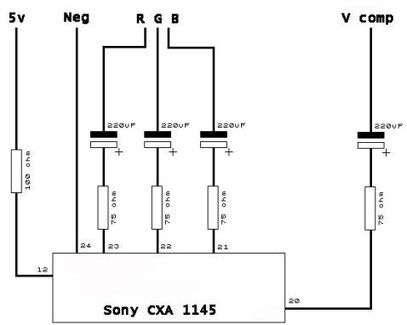 5v Neg R G B V comp
220uF 220uF 220uF 220uF
+ + + +
100 ohm 75 ohm 75 ohm 75 ohm 75 ohm
24 23 22 21
12
20
Sony CXA 1145